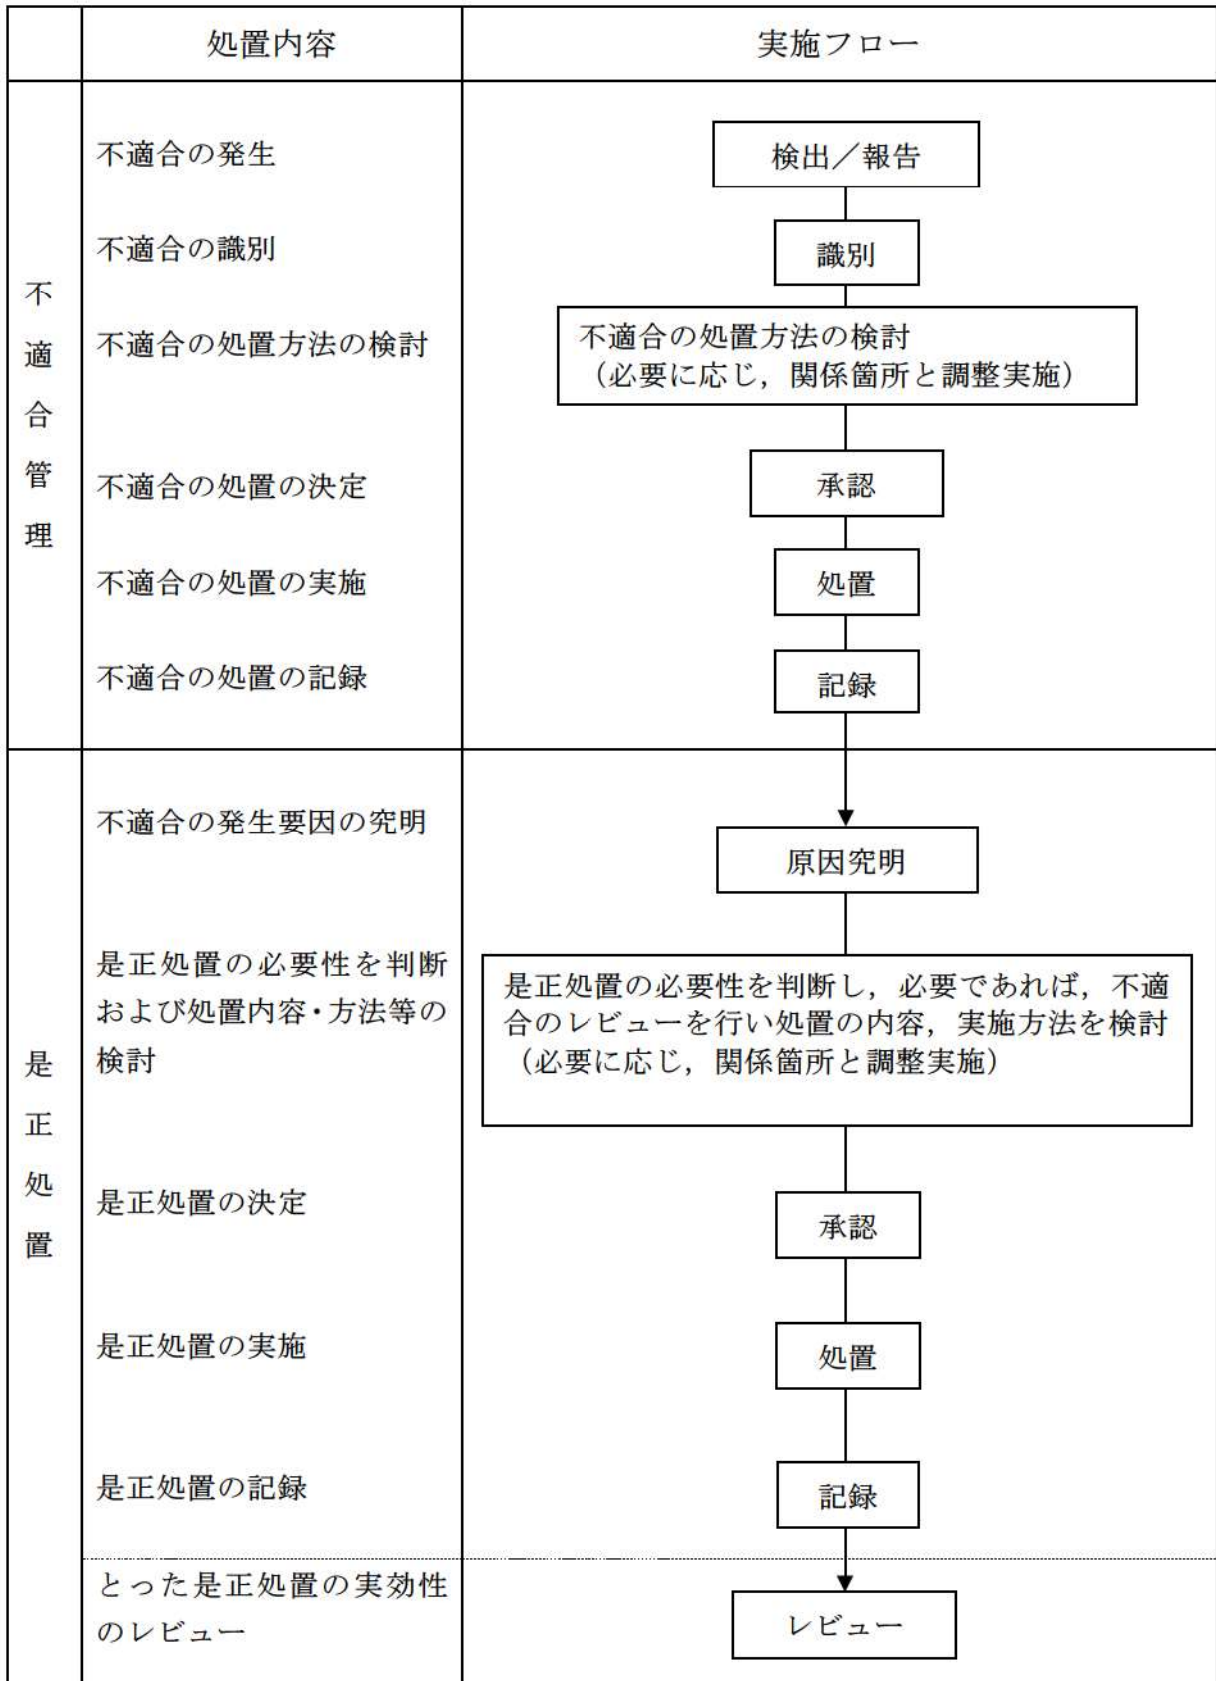 処置内容
実施フロー
不適合管理
不適合の発生
検出／報告
不適合の識別
識別
不適合の処置方法の検討
不適合の処置方法の検討
（必要に応じ，関係箇所と調整実施）
不適合の処置の決定
承認
不適合の処置の実施
処置
不適合の処置の記録
記録
是正処置
不適合の発生要因の究明
原因究明
是正処置の必要性を判断
および処置内容・方法等の
検討
是正処置の必要性を判断し，必要であれば，不適
合のレビューを行い処置の内容，実施方法を検討
（必要に応じ，関係箇所と調整実施）
是正処置の決定
承認
是正処置の実施
処置
是正処置の記録
記録
とった是正処置の実効性
のレビュー
レビュー